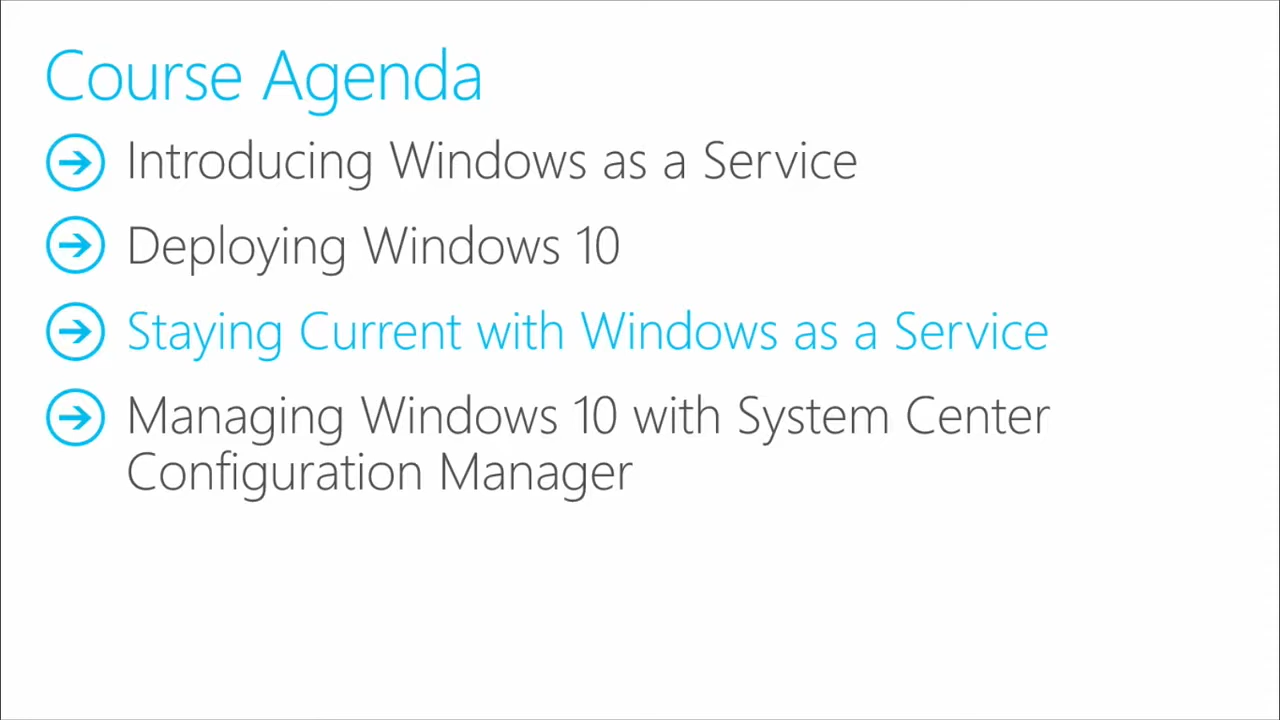 Course Agenda
Introducing Windows as a Service
Deploying Windows 10
Staying Current with Windows as a Service
Managing Windows 10 with System Center
Configuration Manager